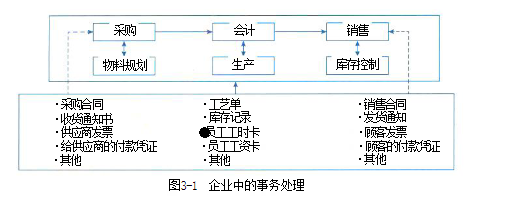 采购 会计 销售
物料规划 生产 库存控制
·采购合同
·收货通知书
·供应商发票
·给供应商的付款凭证
·其他
·工艺单
·库存记录
员工工时卡
·员工工资卡
·其他
·销售合同
·发货通知
·顾客发票
·顾客的付款凭证
·其他
图3-1 企业中的事务处理